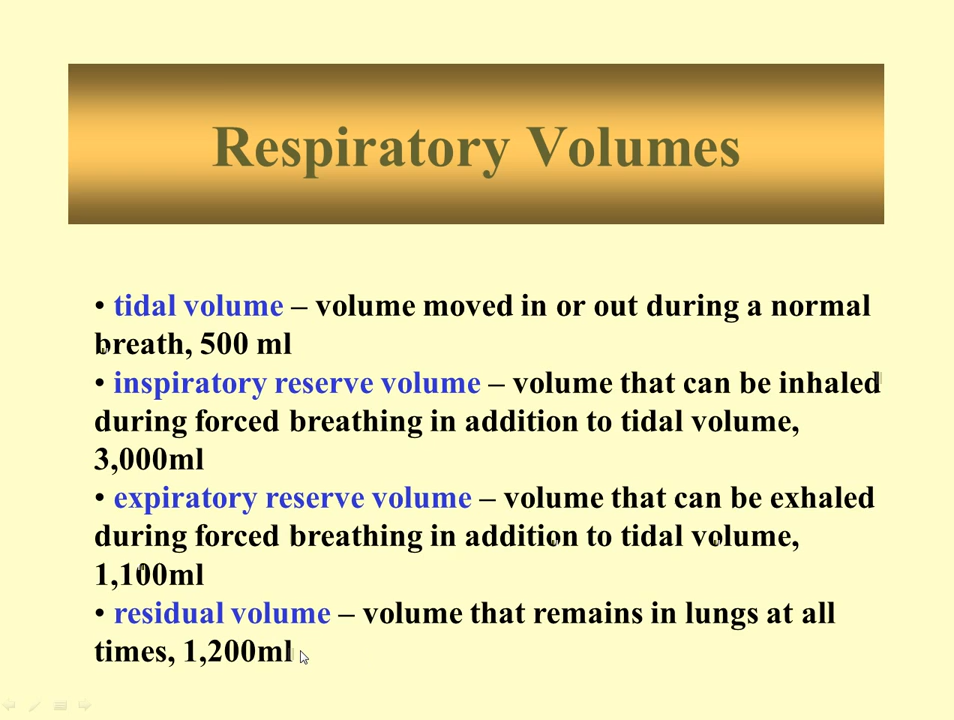 Respiratory Volumes
• tidal volume – volume moved in or out during a normal
breath, 500 ml
• inspiratory reserve volume – volume that can be inhaled
during forced breathing in addition to tidal volume,
3,000ml
• expiratory reserve volume – volume that can be exhaled
during forced breathing in addition to tidal volume,
1,100ml
• residual volume – volume that remains in lungs at all
times, 1,200ml